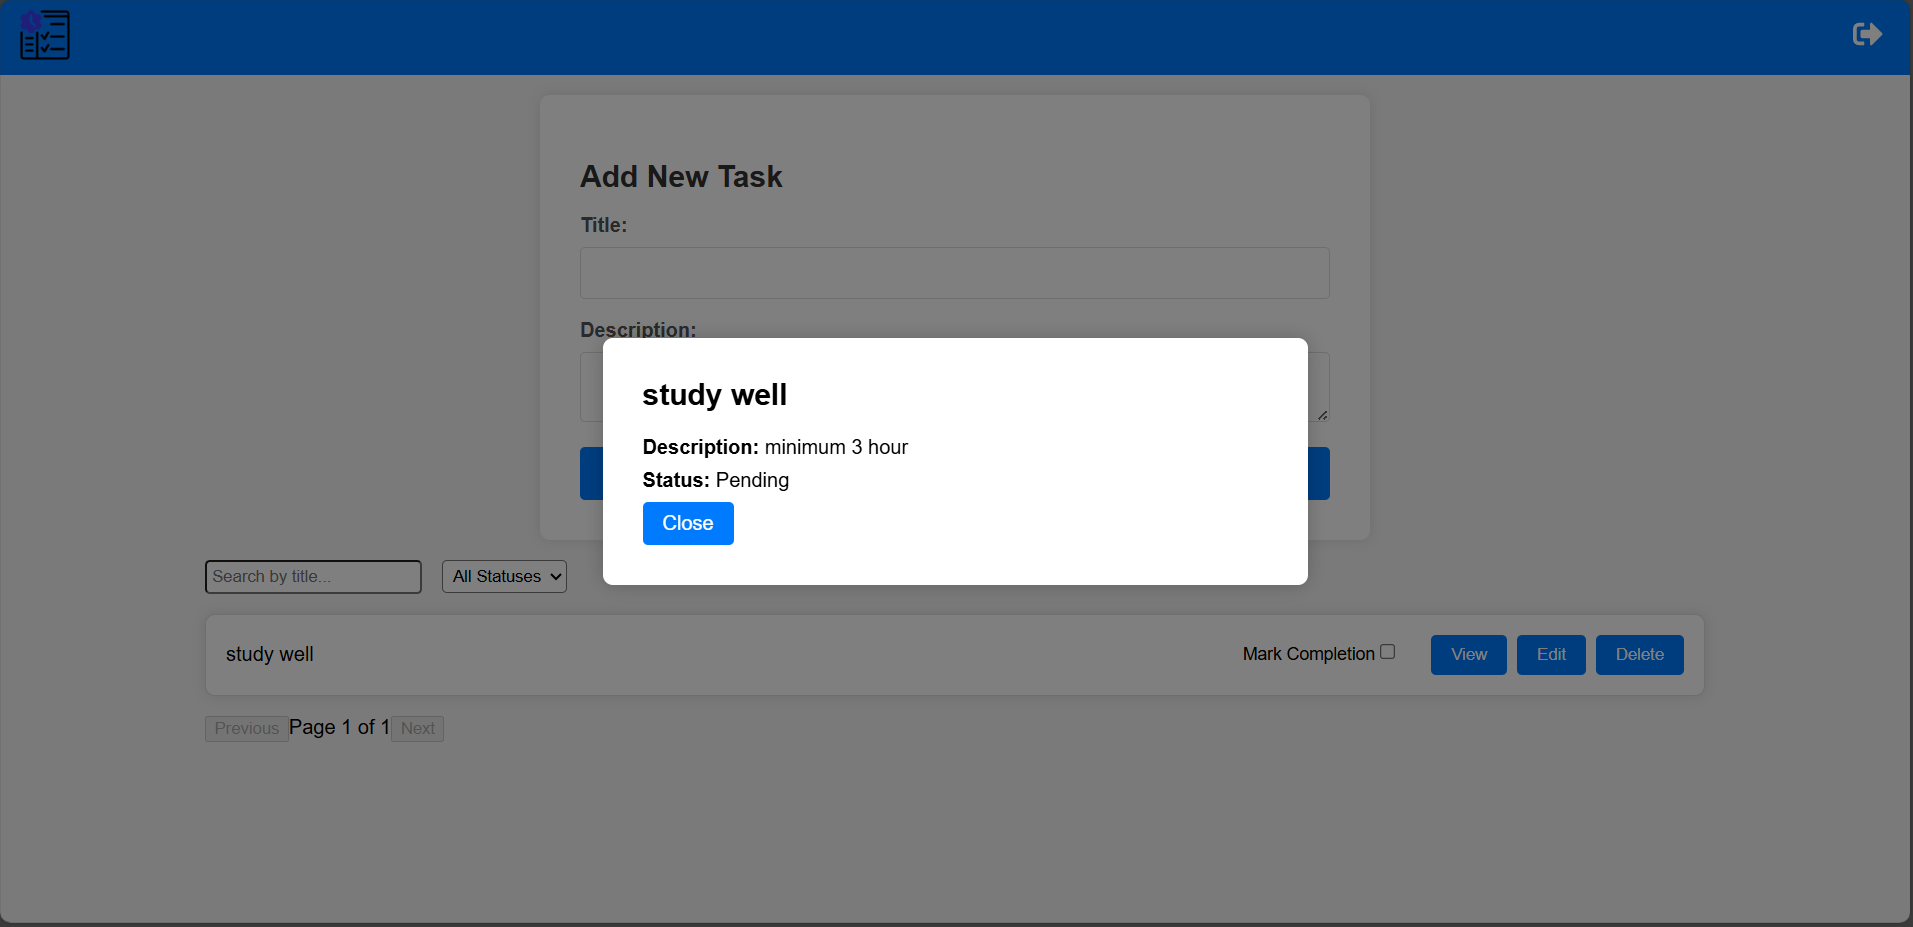 Add New Task
Title:
Description:
study well
Description: minimum 3 hour
Status: Pending
Close
Search by title...
All Statuses
study well
Mark Completion
View
Edit
Delete
Previous
Page 1 of 1
Next